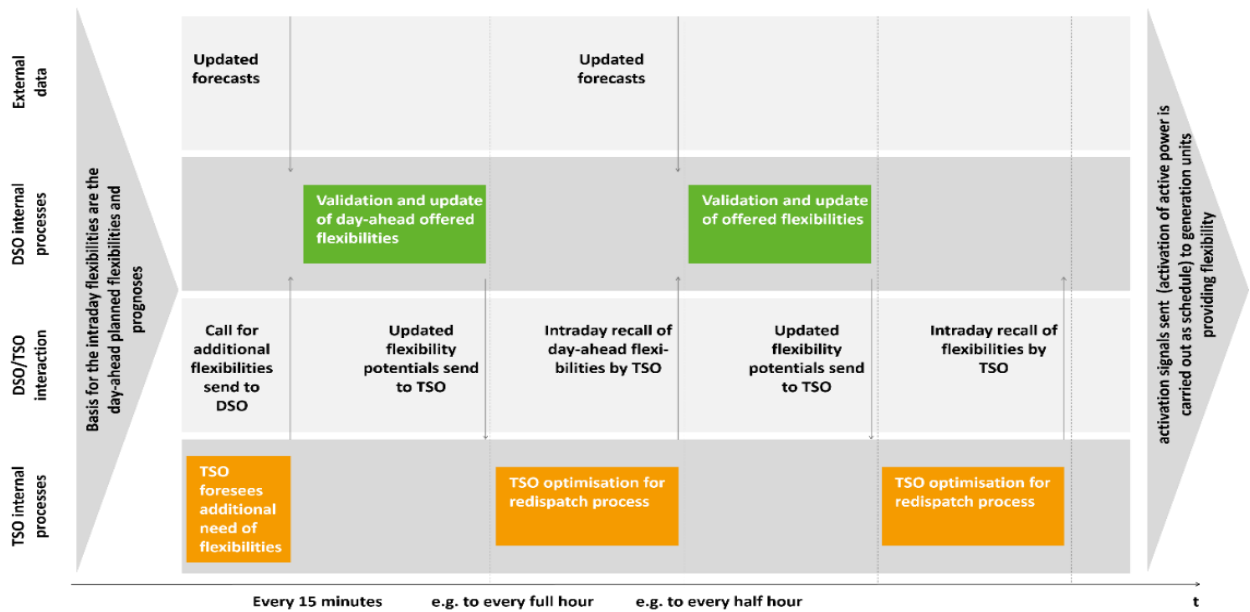 Basis for the intraday flexibilities are the
day-ahead planned flexibilities and
prognoses
External
data
Updated
forecasts
Updated
forecasts
DSO internal
processes
Validation and update
of day-ahead offered
flexibilities
Validation and update
of offered flexibilities
DSO/TSO
interaction
Call for
additional
flexibilities
send to
DSO
Updated
flexibility
potentials send
to TSO
Intraday recall of
day-ahead flexi-
bilities by TSO
Updated
flexibility
potentials send
to TSO
Intraday recall of
flexibilities by
TSO
TSO internal
processes
TSO
foresees
additional
need of
flexibilities
TSO optimisation for
redispatch process
TSO optimisation for
redispatch process
activation signals sent (activation of active power is
carried out as schedule) to generation units
providing flexibility
Every 15 minutes
e.g. to every full hour
e.g. to every half hour
t